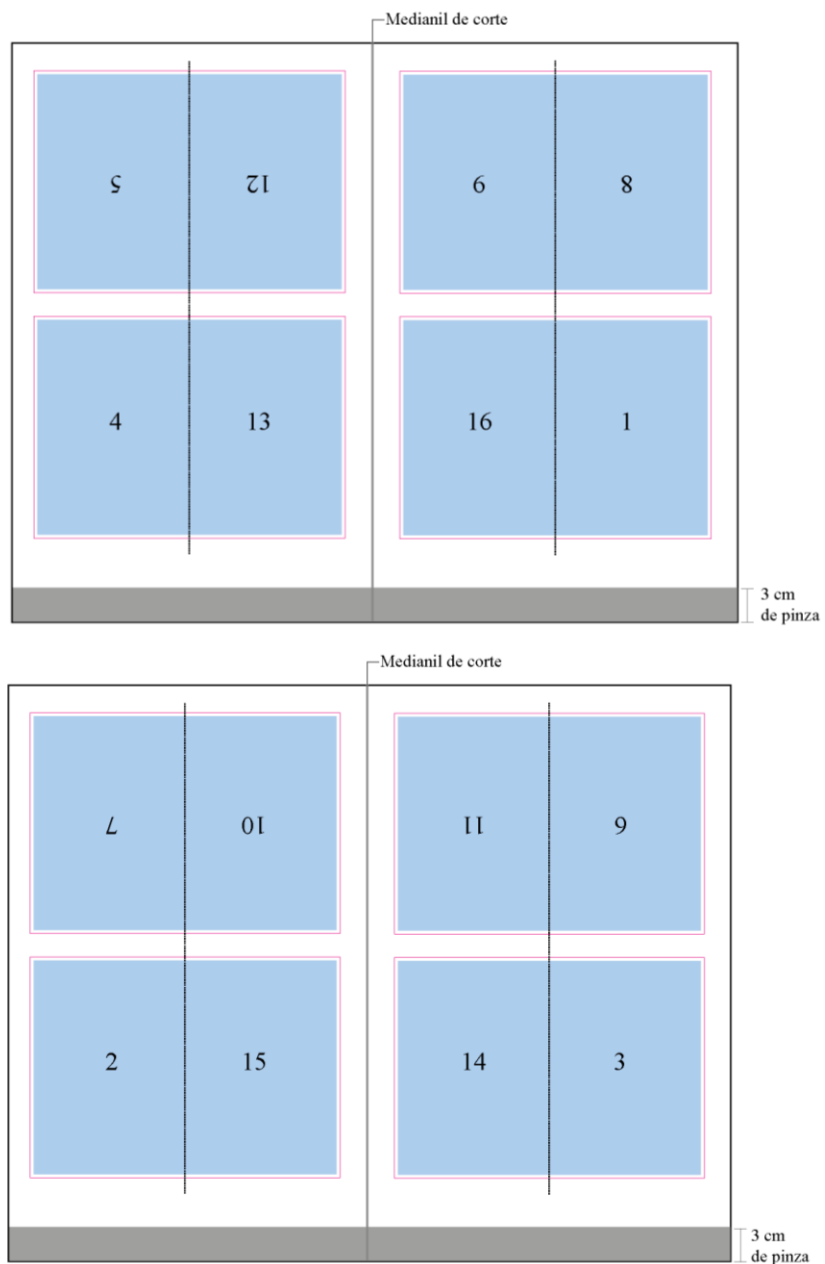 Medianil de corte
5 12 9 8
4 13 16 1
3 cm
de pinza
Medianil de corte
7 10 11 6
2 15 14 3
3 cm
de pinza